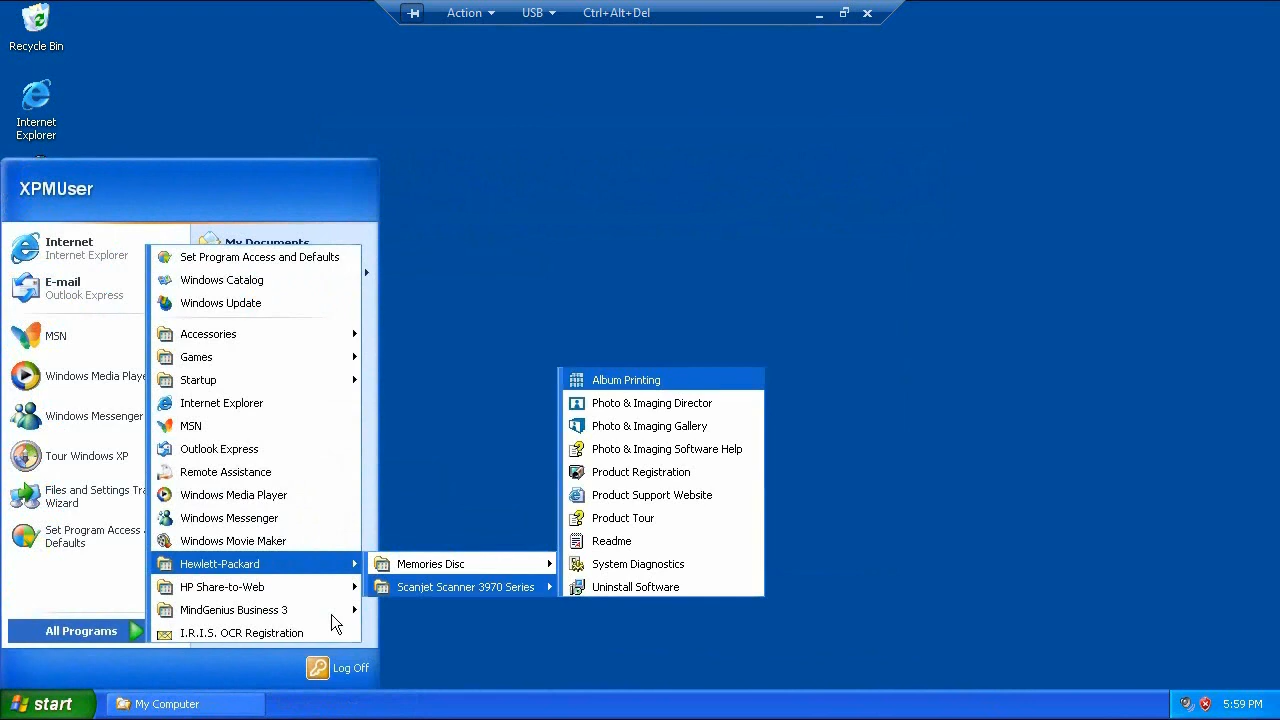 Action
USB
Ctrl+Alt+Del
Recycle Bin
Internet
Explorer
XPMUser
Internet
Internet Explorer
E-mail
Outlook Express
MSN
Windows Media Playe
Windows Messenger
Tour Windows XP
Files and Settings Tra
Wizard
Set Program Access
Defaults
All Programs
My Documents
Set Program Access and Defaults
Windows Catalog
Windows Update
Accessories
Games
Startup
Internet Explorer
MSN
Outlook Express
Remote Assistance
Windows Media Player
Windows Messenger
Windows Movie Maker
Hewlett-Packard
HP Share-to-Web
MindGenius Business 3
I.R.I.S. OCR Registration
Memories Disc
Scanjet Scanner 3970 Series
Album Printing
Photo & Imaging Director
Photo & Imaging Gallery
Photo & Imaging Software Help
Product Registration
Product Support Website
Product Tour
Readme
System Diagnostics
Uninstall Software
Log Off
start
My Computer
5:59 PM